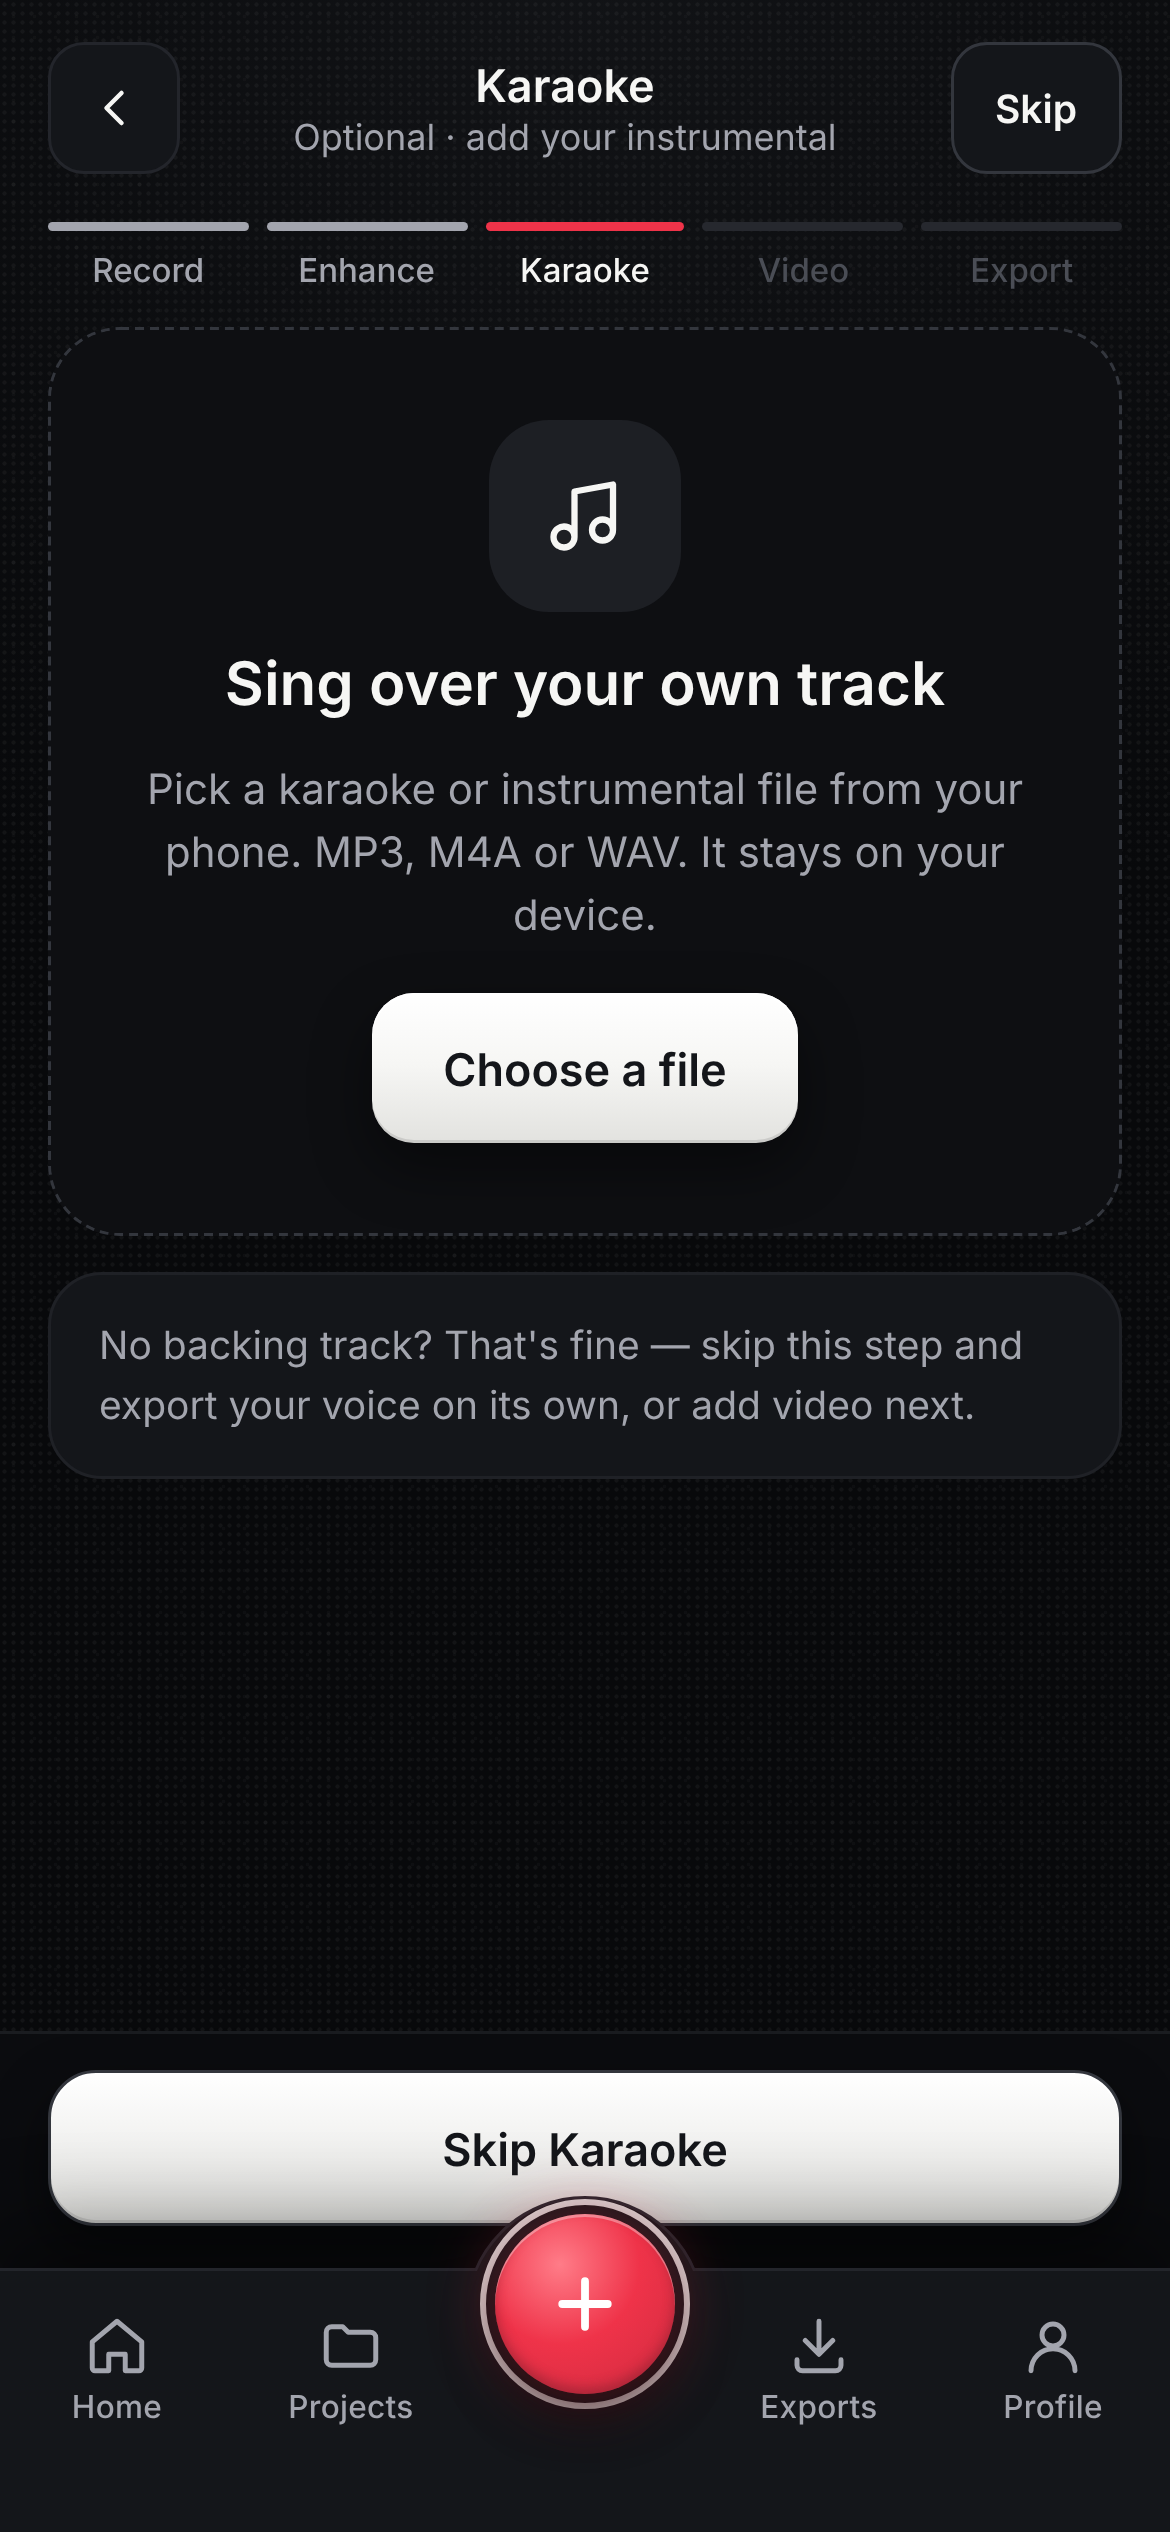 Karaoke
Optional · add your instrumental
Skip
Record
Enhance
Karaoke
Video
Export
Sing over your own track
Pick a karaoke or instrumental file from your
phone. MP3, M4A or WAV. It stays on your
device.
Choose a file
No backing track? That's fine — skip this step and
export your voice on its own, or add video next.
Skip Karaoke
Home
Projects
Exports
Profile